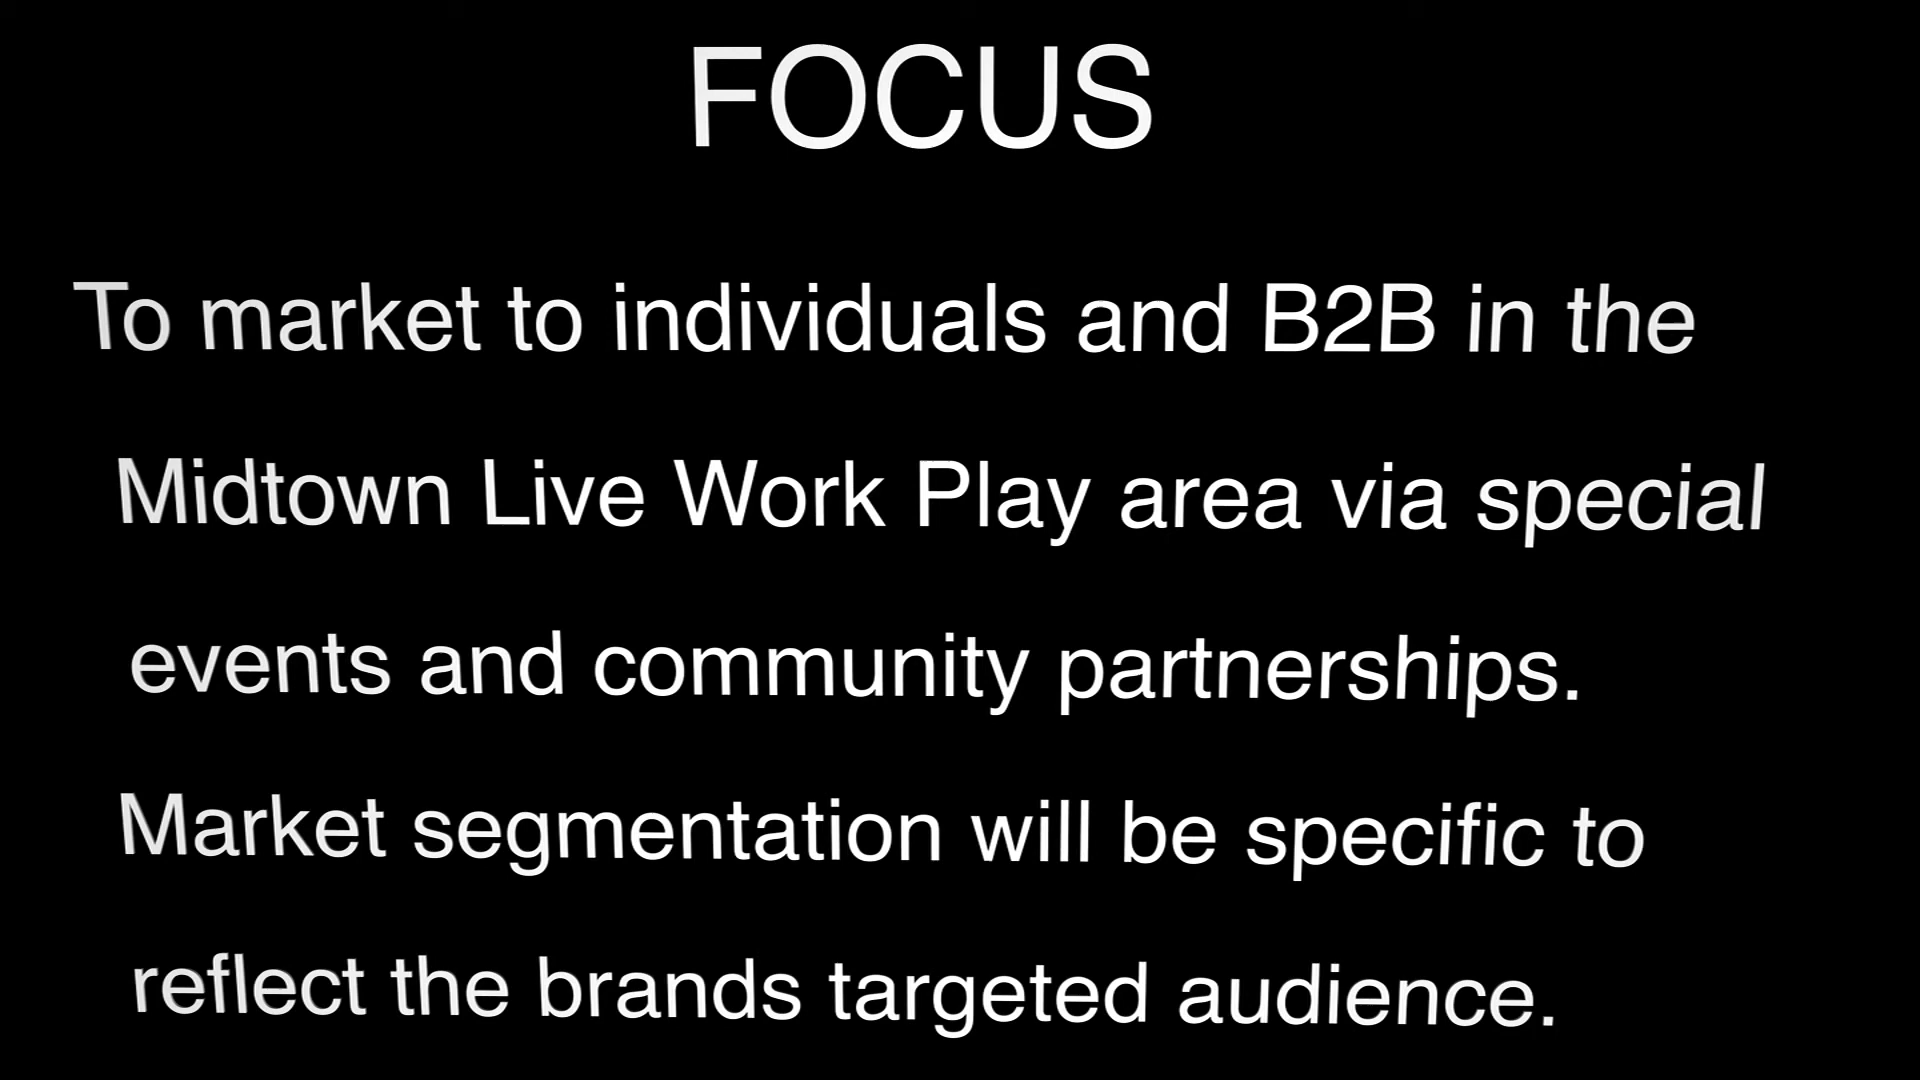 FOCUS
To market to individuals and B2B in the
Midtown Live Work Play area via special
events and community partnerships.
Market segmentation will be specific to
reflect the brands targeted audience.